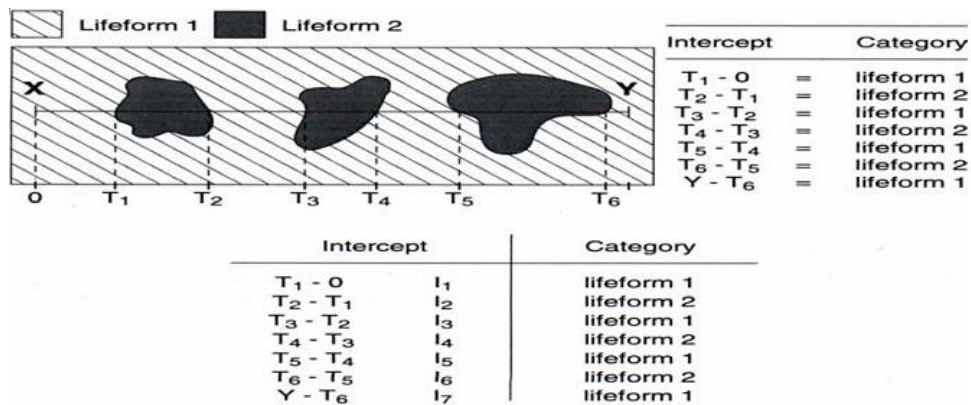 Lifeform 1 Lifeform 2
X Y
0 T₁ T₂ T₃ T₄ T₅ T₆
Intercept Category
T₁ - 0 = lifeform 1
T₂ - T₁ = lifeform 2
T₃ - T₂ = lifeform 1
T₄ - T₃ = lifeform 2
T₅ - T₄ = lifeform 1
T₆ - T₅ = lifeform 2
Y - T₆ = lifeform 1
Intercept Category
T₁ - 0 I₁ lifeform 1
T₂ - T₁ I₂ lifeform 2
T₃ - T₂ I₃ lifeform 1
T₄ - T₃ I₄ lifeform 2
T₅ - T₄ I₅ lifeform 1
T₆ - T₅ I₆ lifeform 2
Y - T₆ I₇ lifeform 1